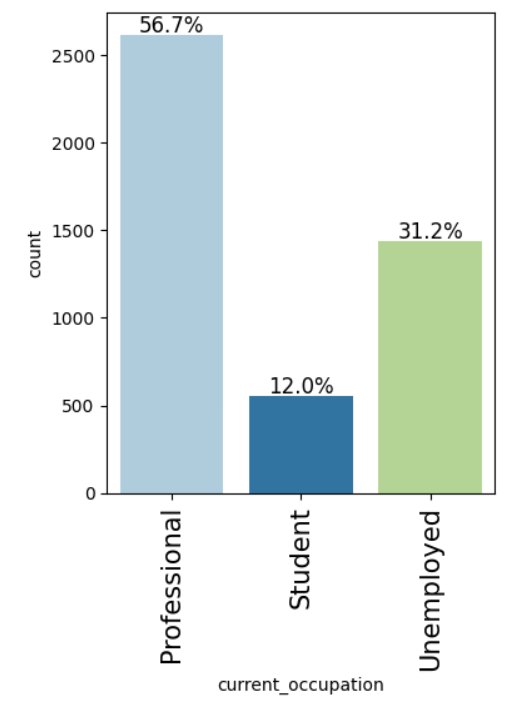 56.7%
2500
2000
1500
31.2%
count
1000
12.0%
500
0
Professional
Student
Unemployed
current_occupation